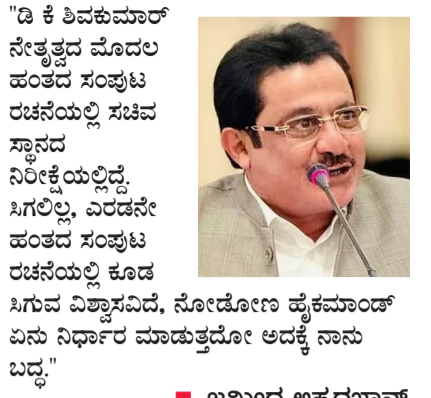 "ಡಿ ಕೆ ಶಿವಕುಮಾರ್
ನೇತೃತ್ವದ ಮೊದಲ
ಹಂತದ ಸಂಪುಟ
ರಚನೆಯಲ್ಲಿ ಸಚಿವ
ಸ್ಥಾನದ
ನಿರೀಕ್ಷೆಯಲ್ಲಿದ್ದೆ.
ಸಿಗಲಿಲ್ಲ, ಎರಡನೇ
ಹಂತದ ಸಂಪುಟ
ರಚನೆಯಲ್ಲಿ ಕೂಡ
ಸಿಗುವ ವಿಶ್ವಾಸವಿದೆ, ನೋಡೋಣ ಹೈಕಮಾಂಡ್
ಏನು ನಿರ್ಧಾರ ಮಾಡುತ್ತದೋ ಅದಕ್ಕೆ ನಾನು
ಬದ್ಧ."